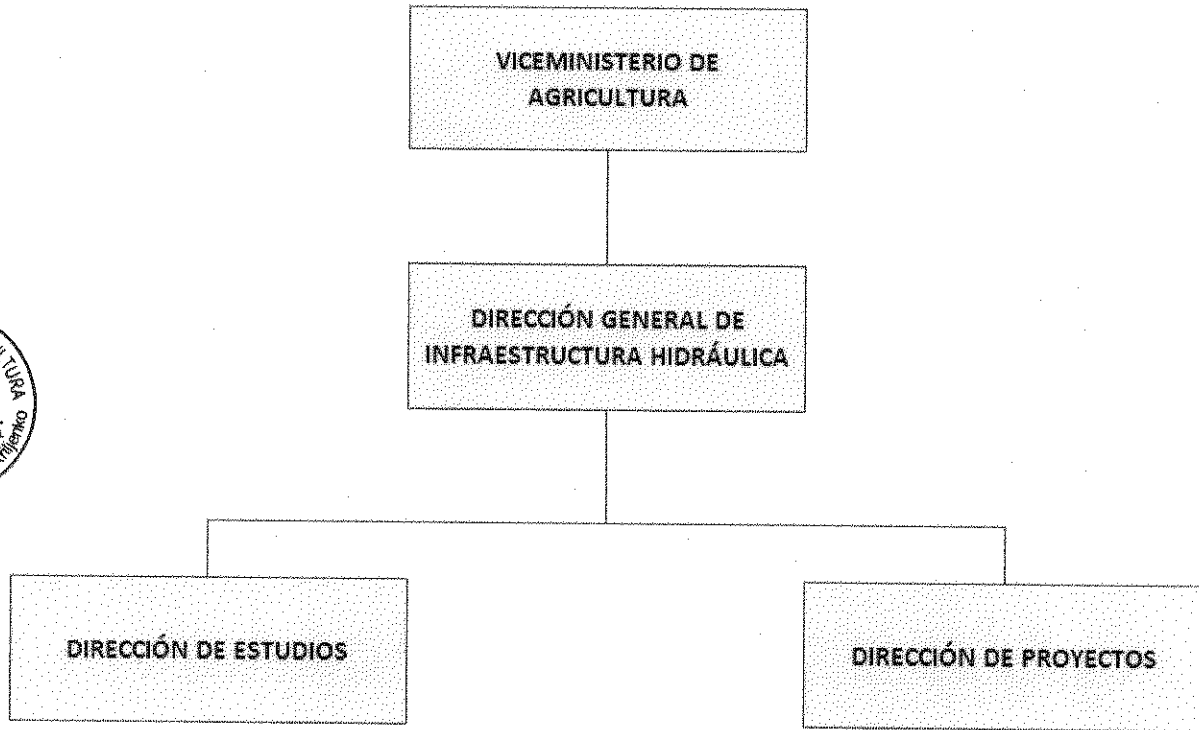 VICEMINISTERIO DE
AGRICULTURA
DIRECCIÓN GENERAL DE
INFRAESTRUCTURA HIDRÁULICA
DIRECCIÓN DE ESTUDIOS
DIRECCIÓN DE PROYECTOS